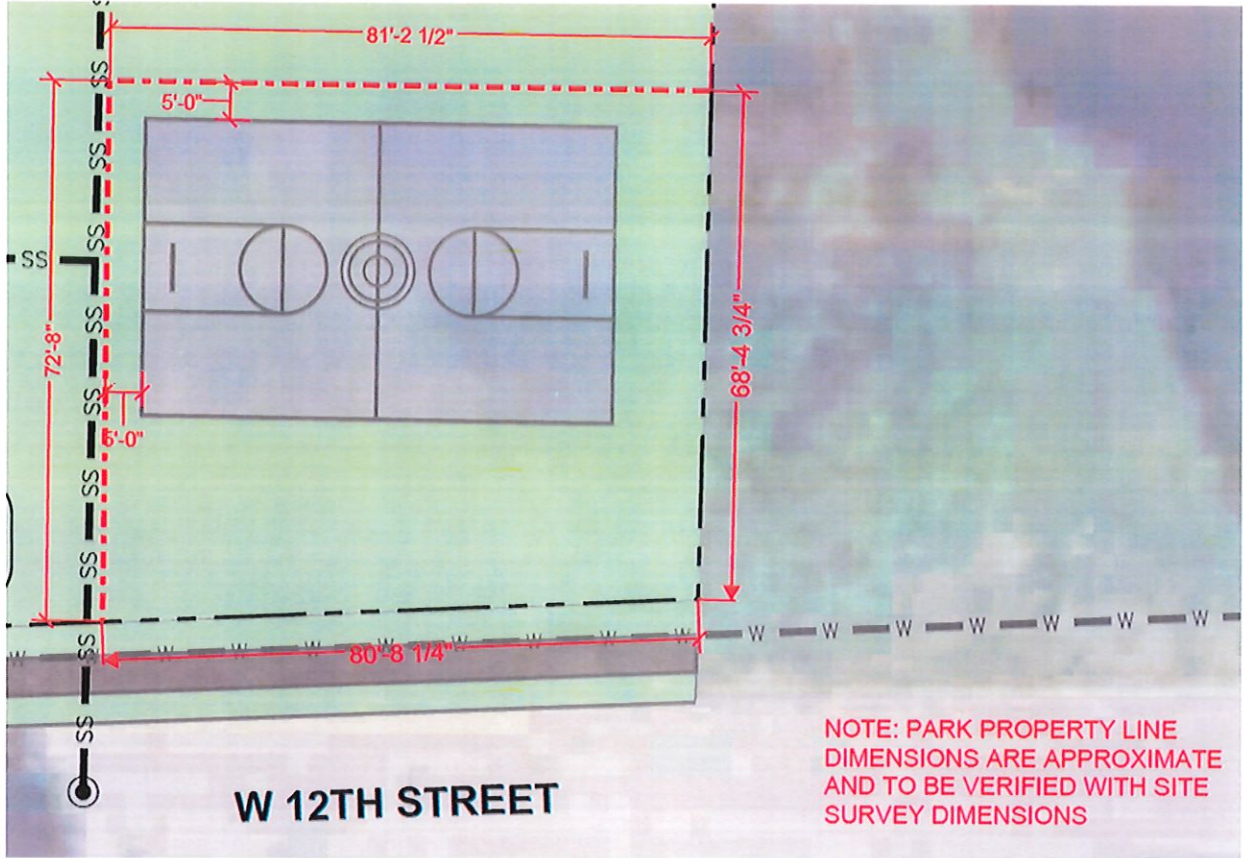 81'-2 1/2"
5'-0"
72'-8"
68'-4 3/4"
5'-0"
80'-8 1/4"
SS
SS
SS
SS
SS
SS
SS
SS
SS
SS
W W W W W W W W W W W W W W W W W
W 12TH STREET
NOTE: PARK PROPERTY LINE
DIMENSIONS ARE APPROXIMATE
AND TO BE VERIFIED WITH SITE
SURVEY DIMENSIONS